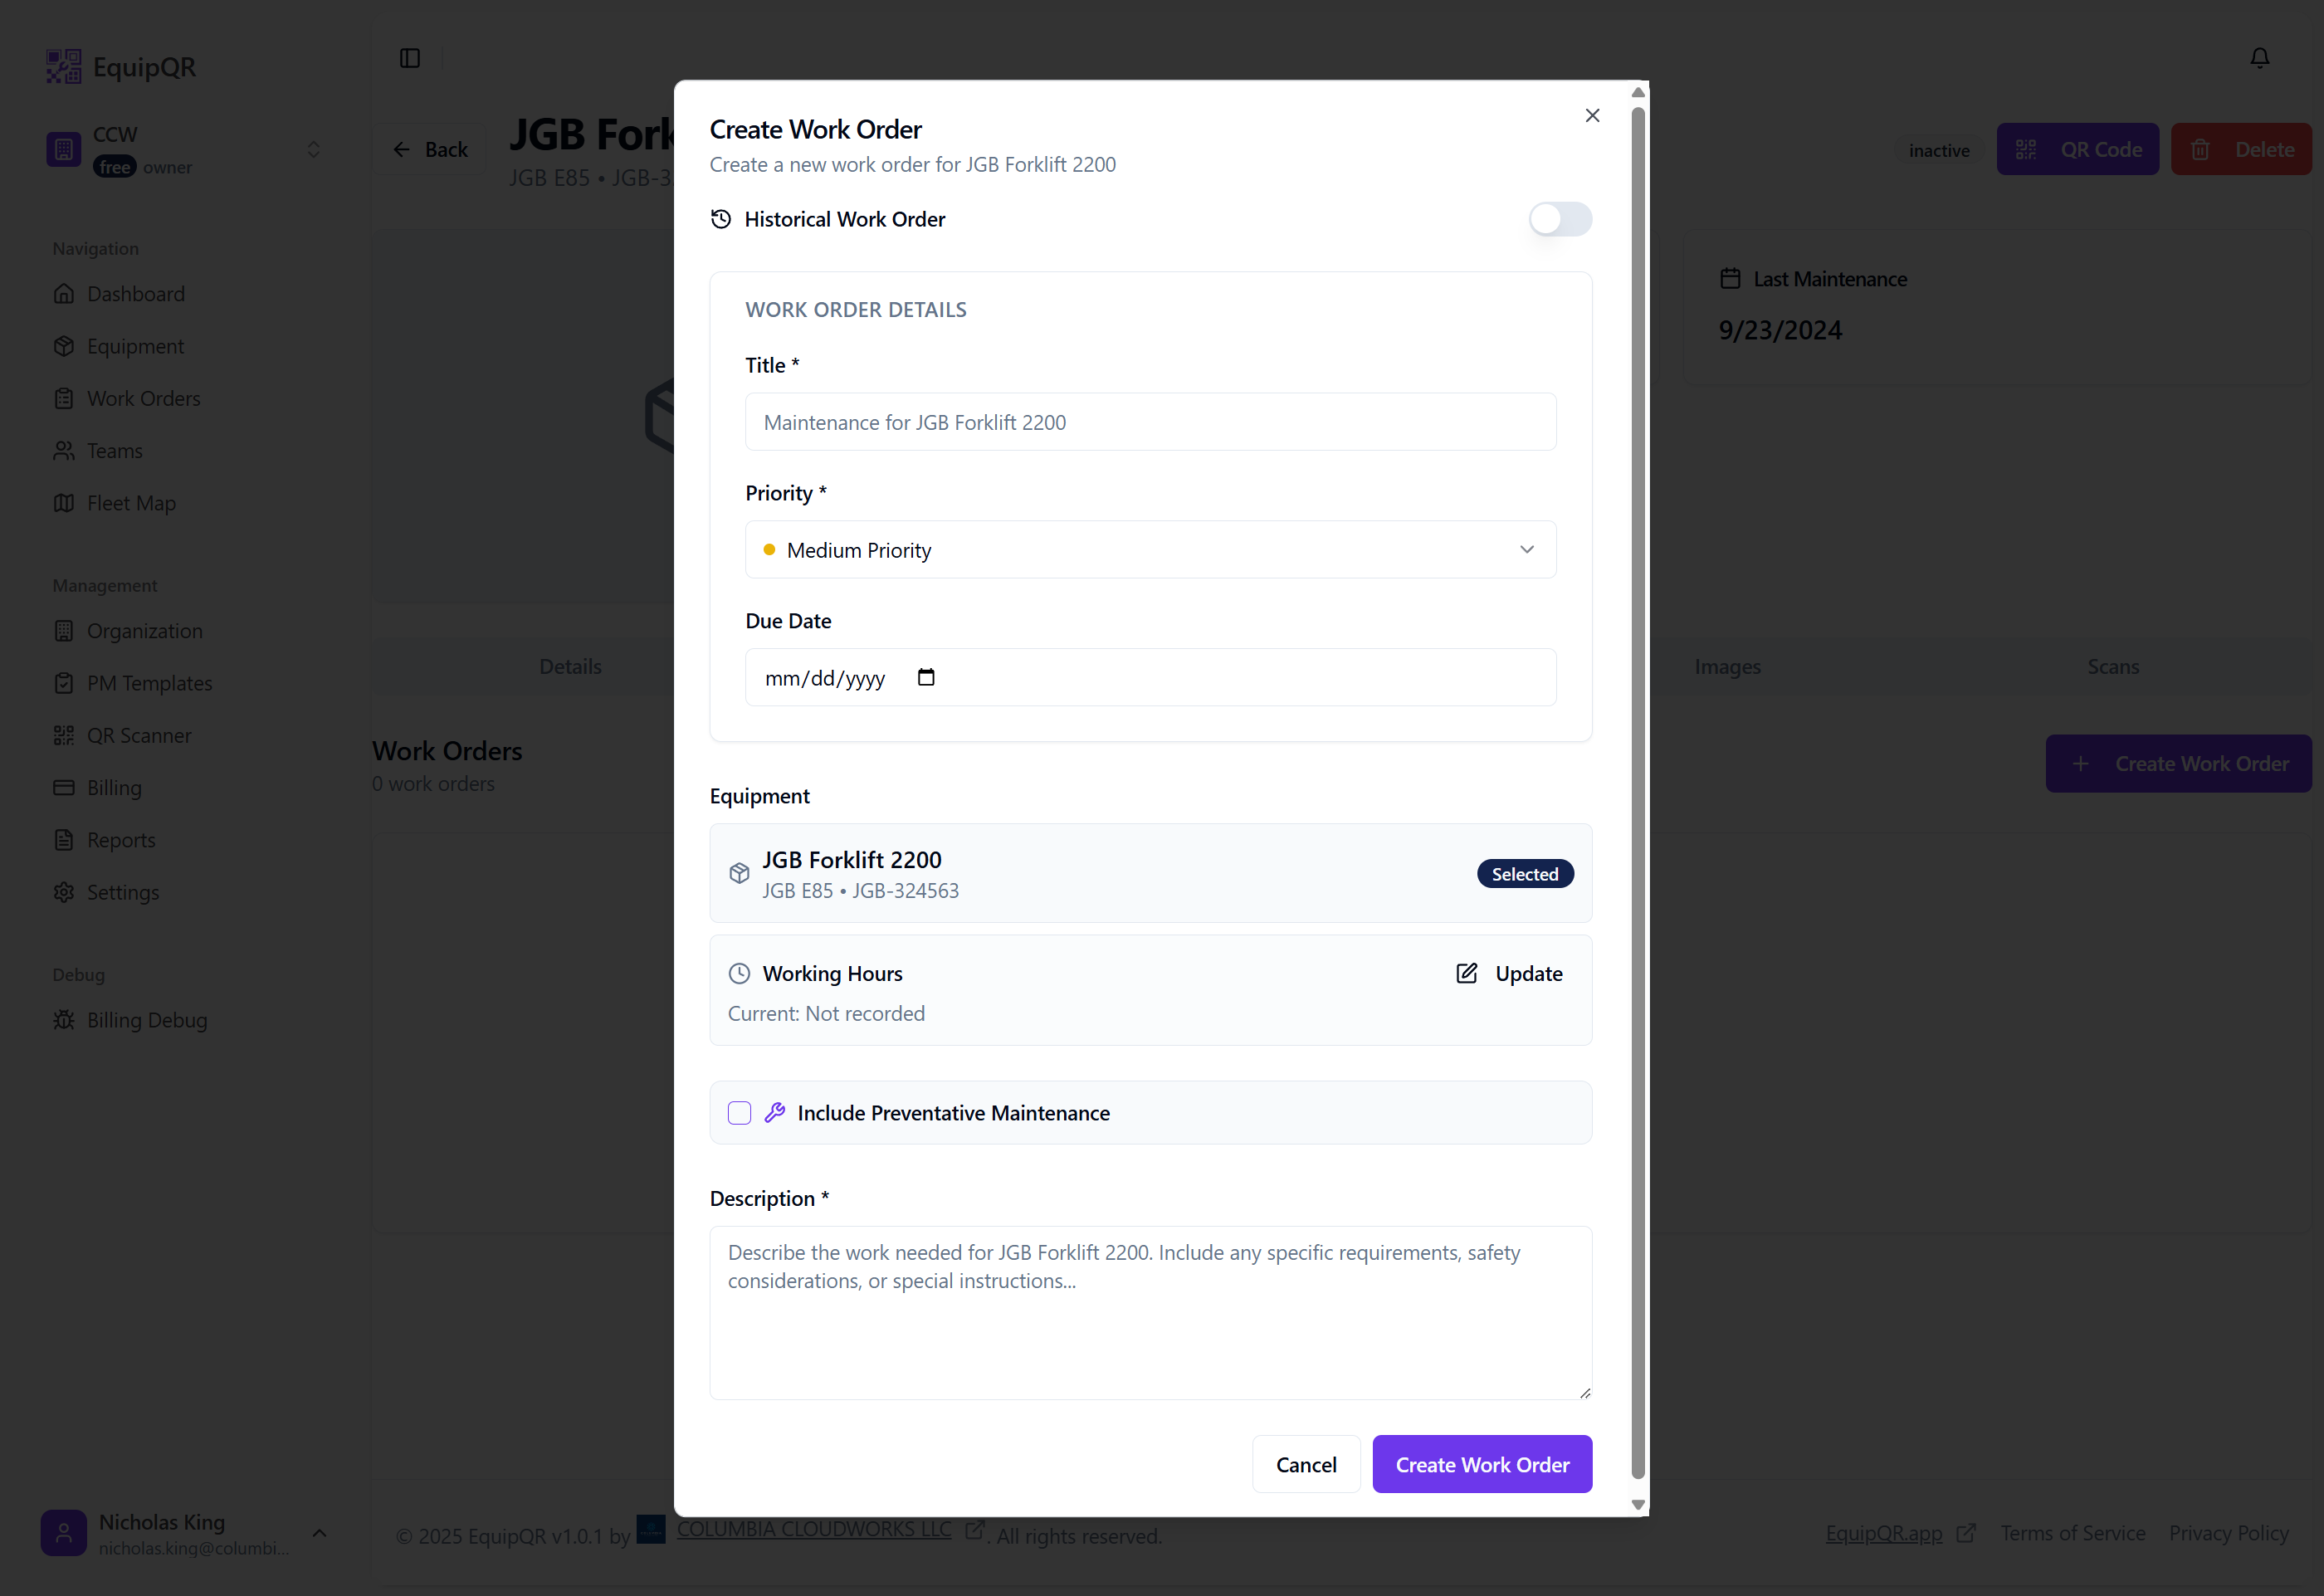 EquipQR
CCW
free owner
Navigation
Dashboard
Equipment
Work Orders
Teams
Fleet Map
Management
Organization
PM Templates
QR Scanner
Billing
Reports
Settings
Debug
Billing Debug
Nicholas King
nicholas.king@columbi...
Back
JGB Fork
JGB E85 • JGB-3
inactive
QR Code
Delete
Last Maintenance
9/23/2024
Details
Images
Scans
Work Orders
0 work orders
Create Work Order
Create Work Order
Create a new work order for JGB Forklift 2200
Historical Work Order
WORK ORDER DETAILS
Title *
Maintenance for JGB Forklift 2200
Priority *
Medium Priority
Due Date
mm/dd/yyyy
Equipment
JGB Forklift 2200
JGB E85 • JGB-324563
Selected
Working Hours
Update
Current: Not recorded
Include Preventative Maintenance
Description *
Describe the work needed for JGB Forklift 2200. Include any specific requirements, safety
considerations, or special instructions...
Cancel
Create Work Order
© 2025 EquipQR v1.0.1 by COLUMBIA CLOUDWORKS LLC . All rights reserved.
EquipQR.app
Terms of Service
Privacy Policy